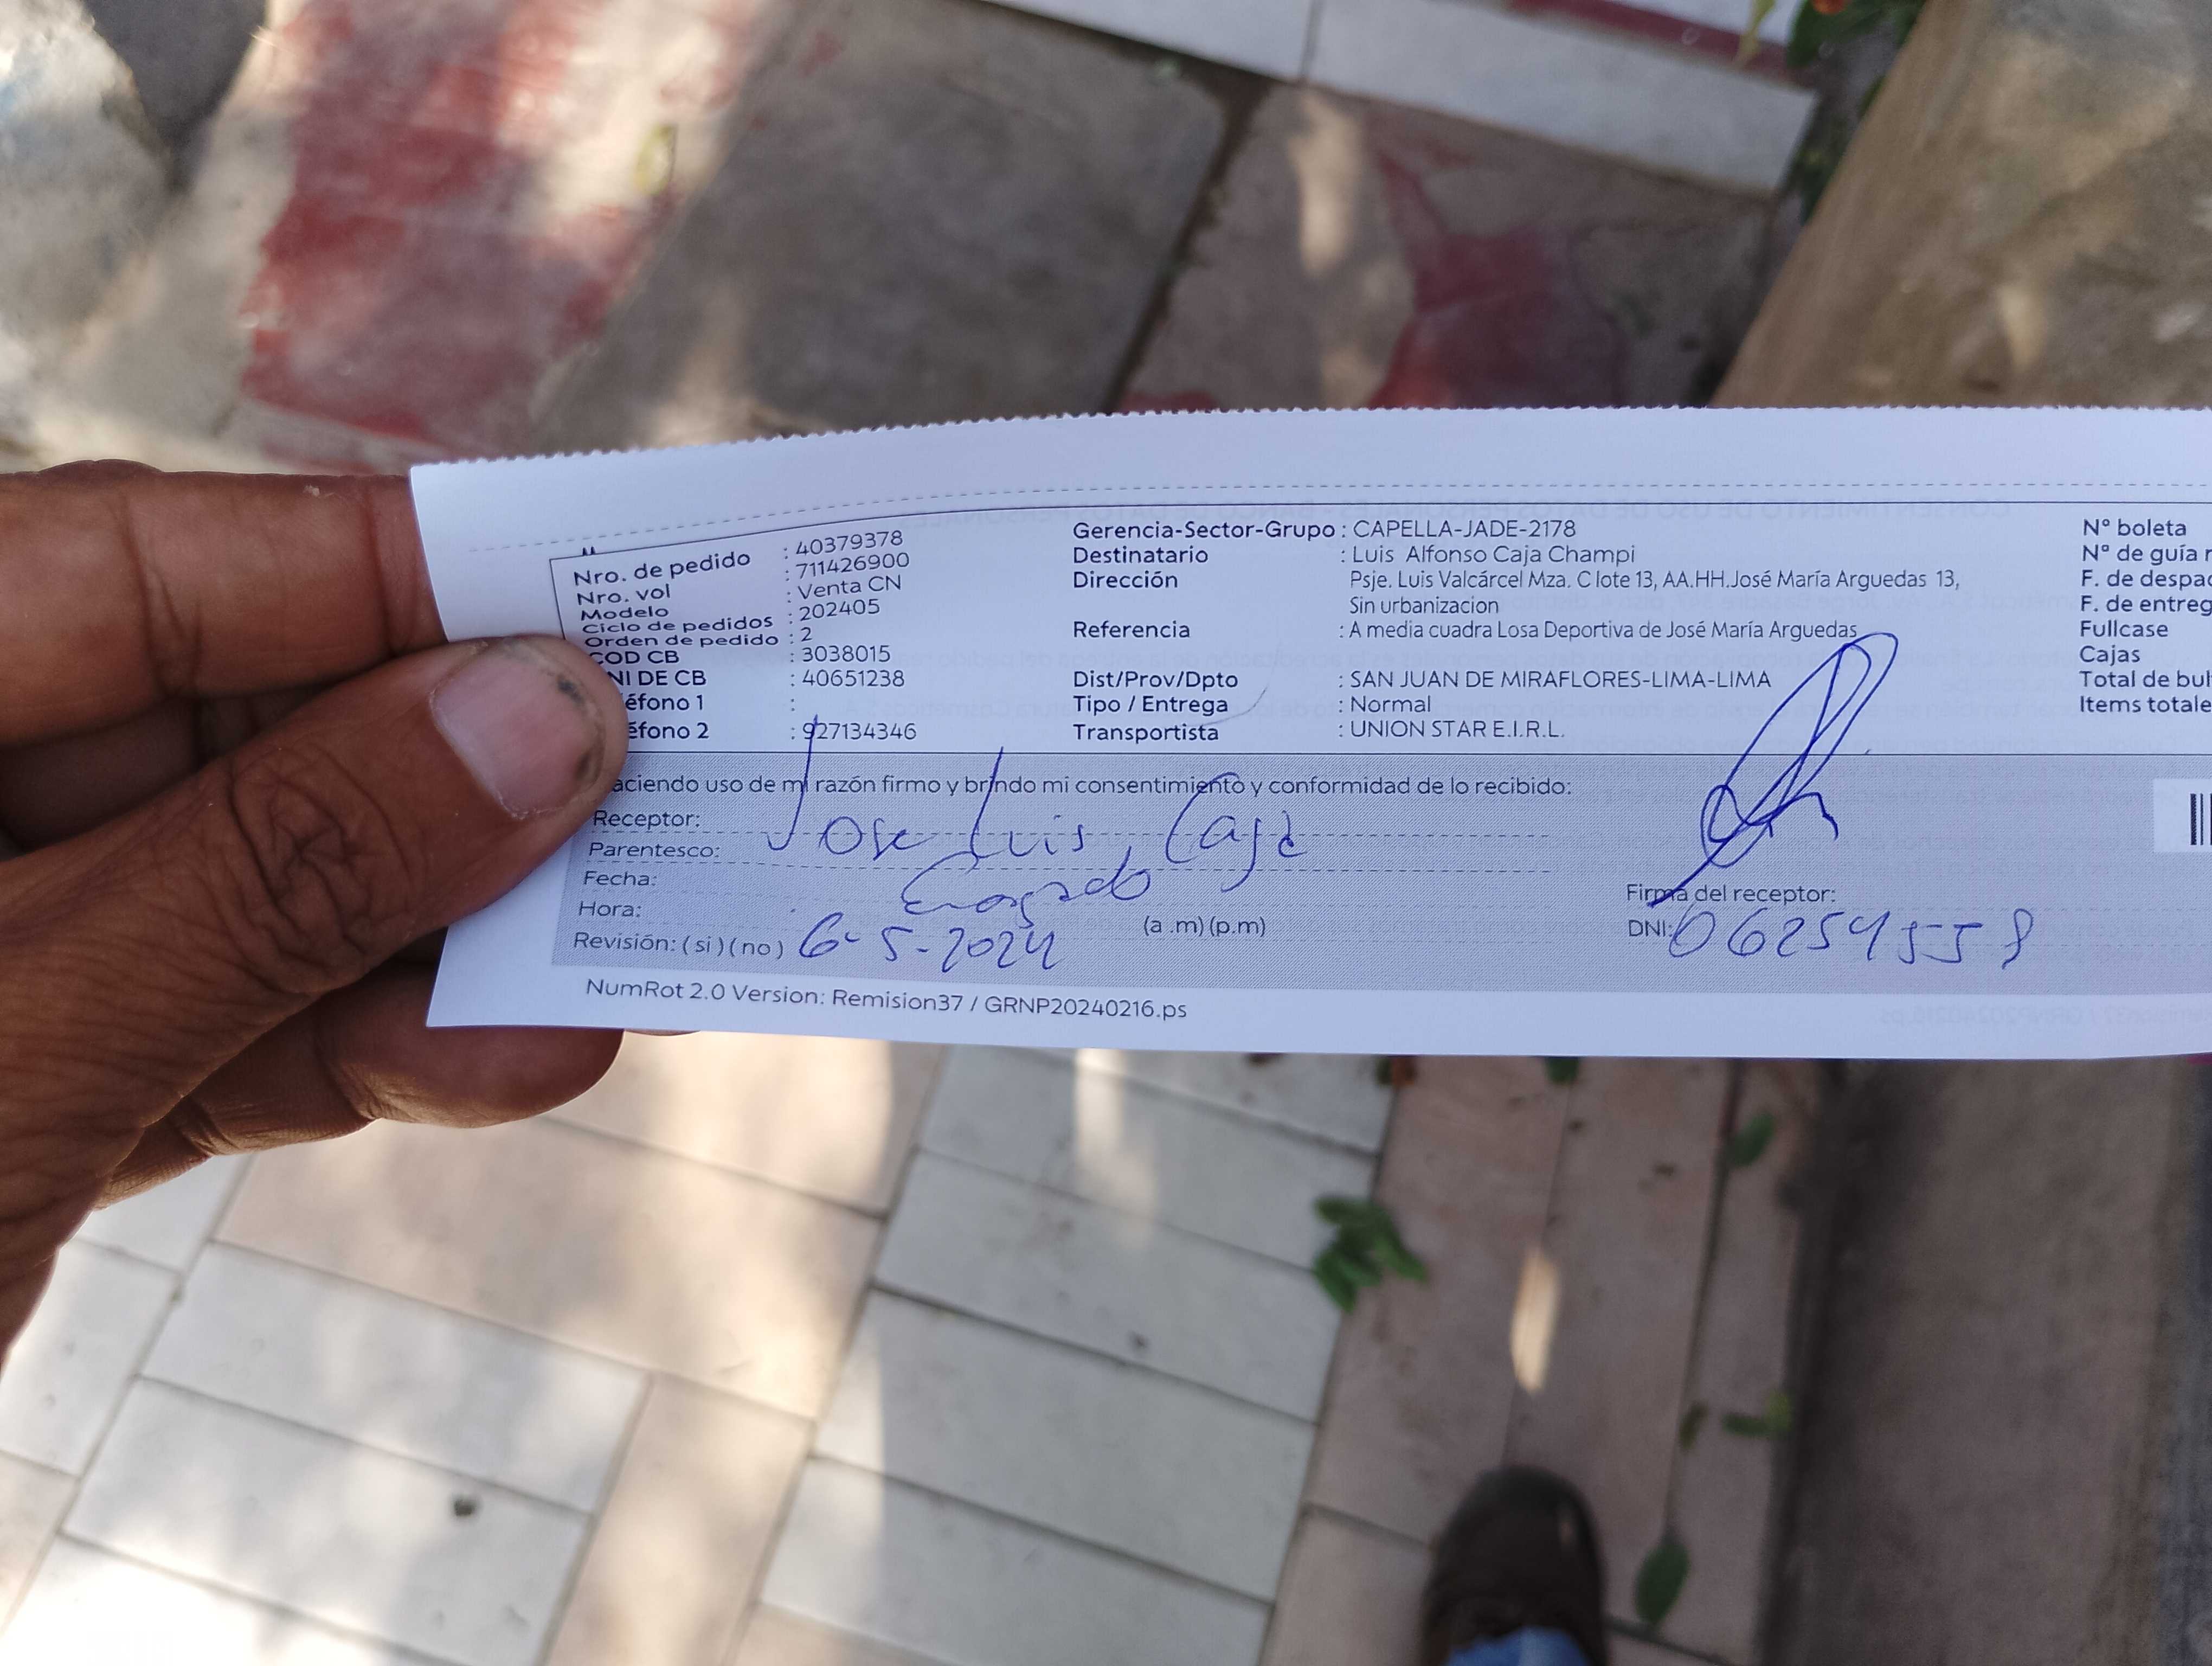 Nro. de pedido : 40379378
Nro. vol : 711426900
Modelo : Venta CN
Ciclo de pedidos : 202405
Orden de pedido : 2
COD CB : 3038015
NI DE CB : 40651238
éfono 1 :
éfono 2 : 927134346
Gerencia-Sector-Grupo : CAPELLA-JADE-2178
Destinatario : Luis Alfonso Caja Champi
Dirección Psje. Luis Valcárcel Mza. C lote 13, AA.HH.José María Arguedas 13,
Sin urbanizacion
Referencia : A media cuadra Losa Deportiva de José María Arguedas
Dist/Prov/Dpto : SAN JUAN DE MIRAFLORES-LIMA-LIMA
Tipo / Entrega : Normal
Transportista : UNION STAR E.I.R.L.
Nº boleta
Nº de guía r
F. de despac
F. de entreg
Fullcase
Cajas
Total de bul
Items totale
aciendo uso de mi razón firmo y brindo mi consentimiento y conformidad de lo recibido:
Receptor: Jose Luis Caja
Parentesco:
Fecha:
Hora: (a .m) (p.m)
Revisión: ( si ) ( no ) 6-5-2024
Firma del receptor:
DNI: 06254558
NumRot 2.0 Version: Remision37 / GRNP20240216.ps